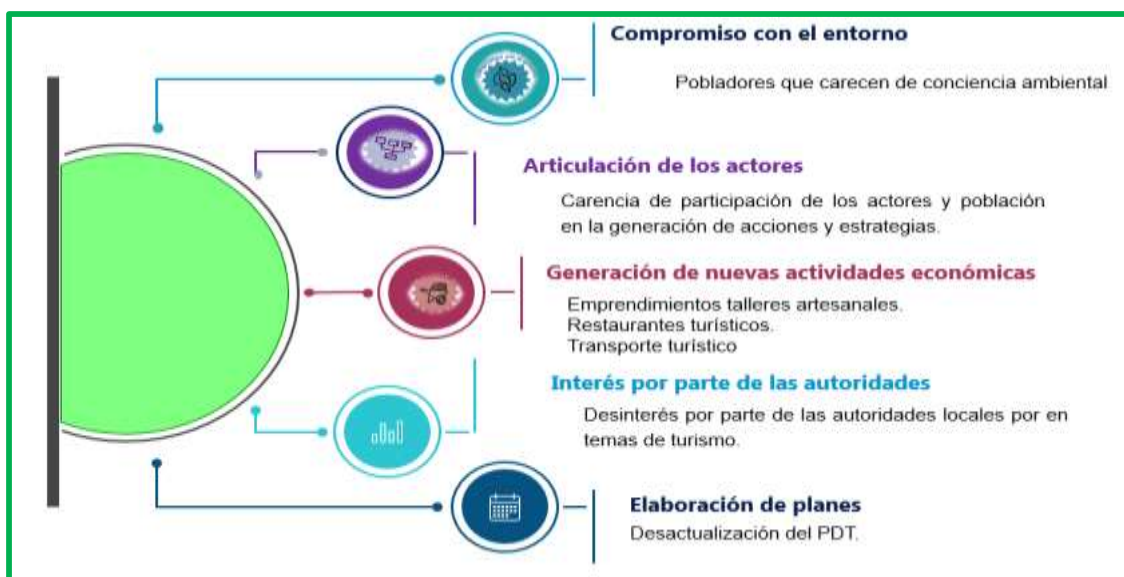 Compromiso con el entorno
Pobladores que carecen de conciencia ambiental
Articulación de los actores
Carencia de participación de los actores y población
en la generación de acciones y estrategias.
Generación de nuevas actividades económicas
Emprendimientos talleres artesanales.
Restaurantes turísticos.
Transporte turístico
Interés por parte de las autoridades
Desinterés por parte de las autoridades locales por en
temas de turismo.
Elaboración de planes
Desactualización del PDT.